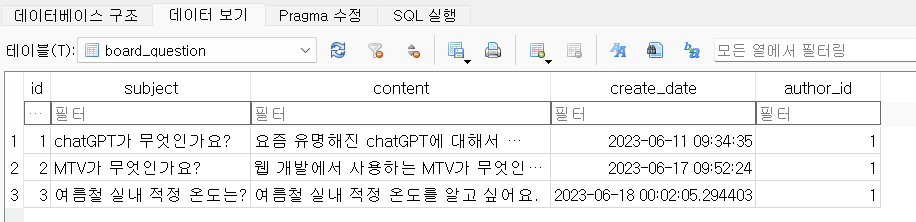 데이터베이스 구조 데이터 보기 Pragma 수정 SQL 실행
테이블(T): board_question 모든 열에서 필터링
id subject content create_date author_id
... 필터 필터 필터 필터
1 1 chatGPT가 무엇인가요? 요즘 유명해진 chatGPT에 대해서 ... 2023-06-11 09:34:35 1
2 2 MTV가 무엇인가요? 웹 개발에서 사용하는 MTV가 무엇인... 2023-06-17 09:52:24 1
3 3 여름철 실내 적정 온도는? 여름철 실내 적정 온도를 알고 싶어요. 2023-06-18 00:02:05.294403 1